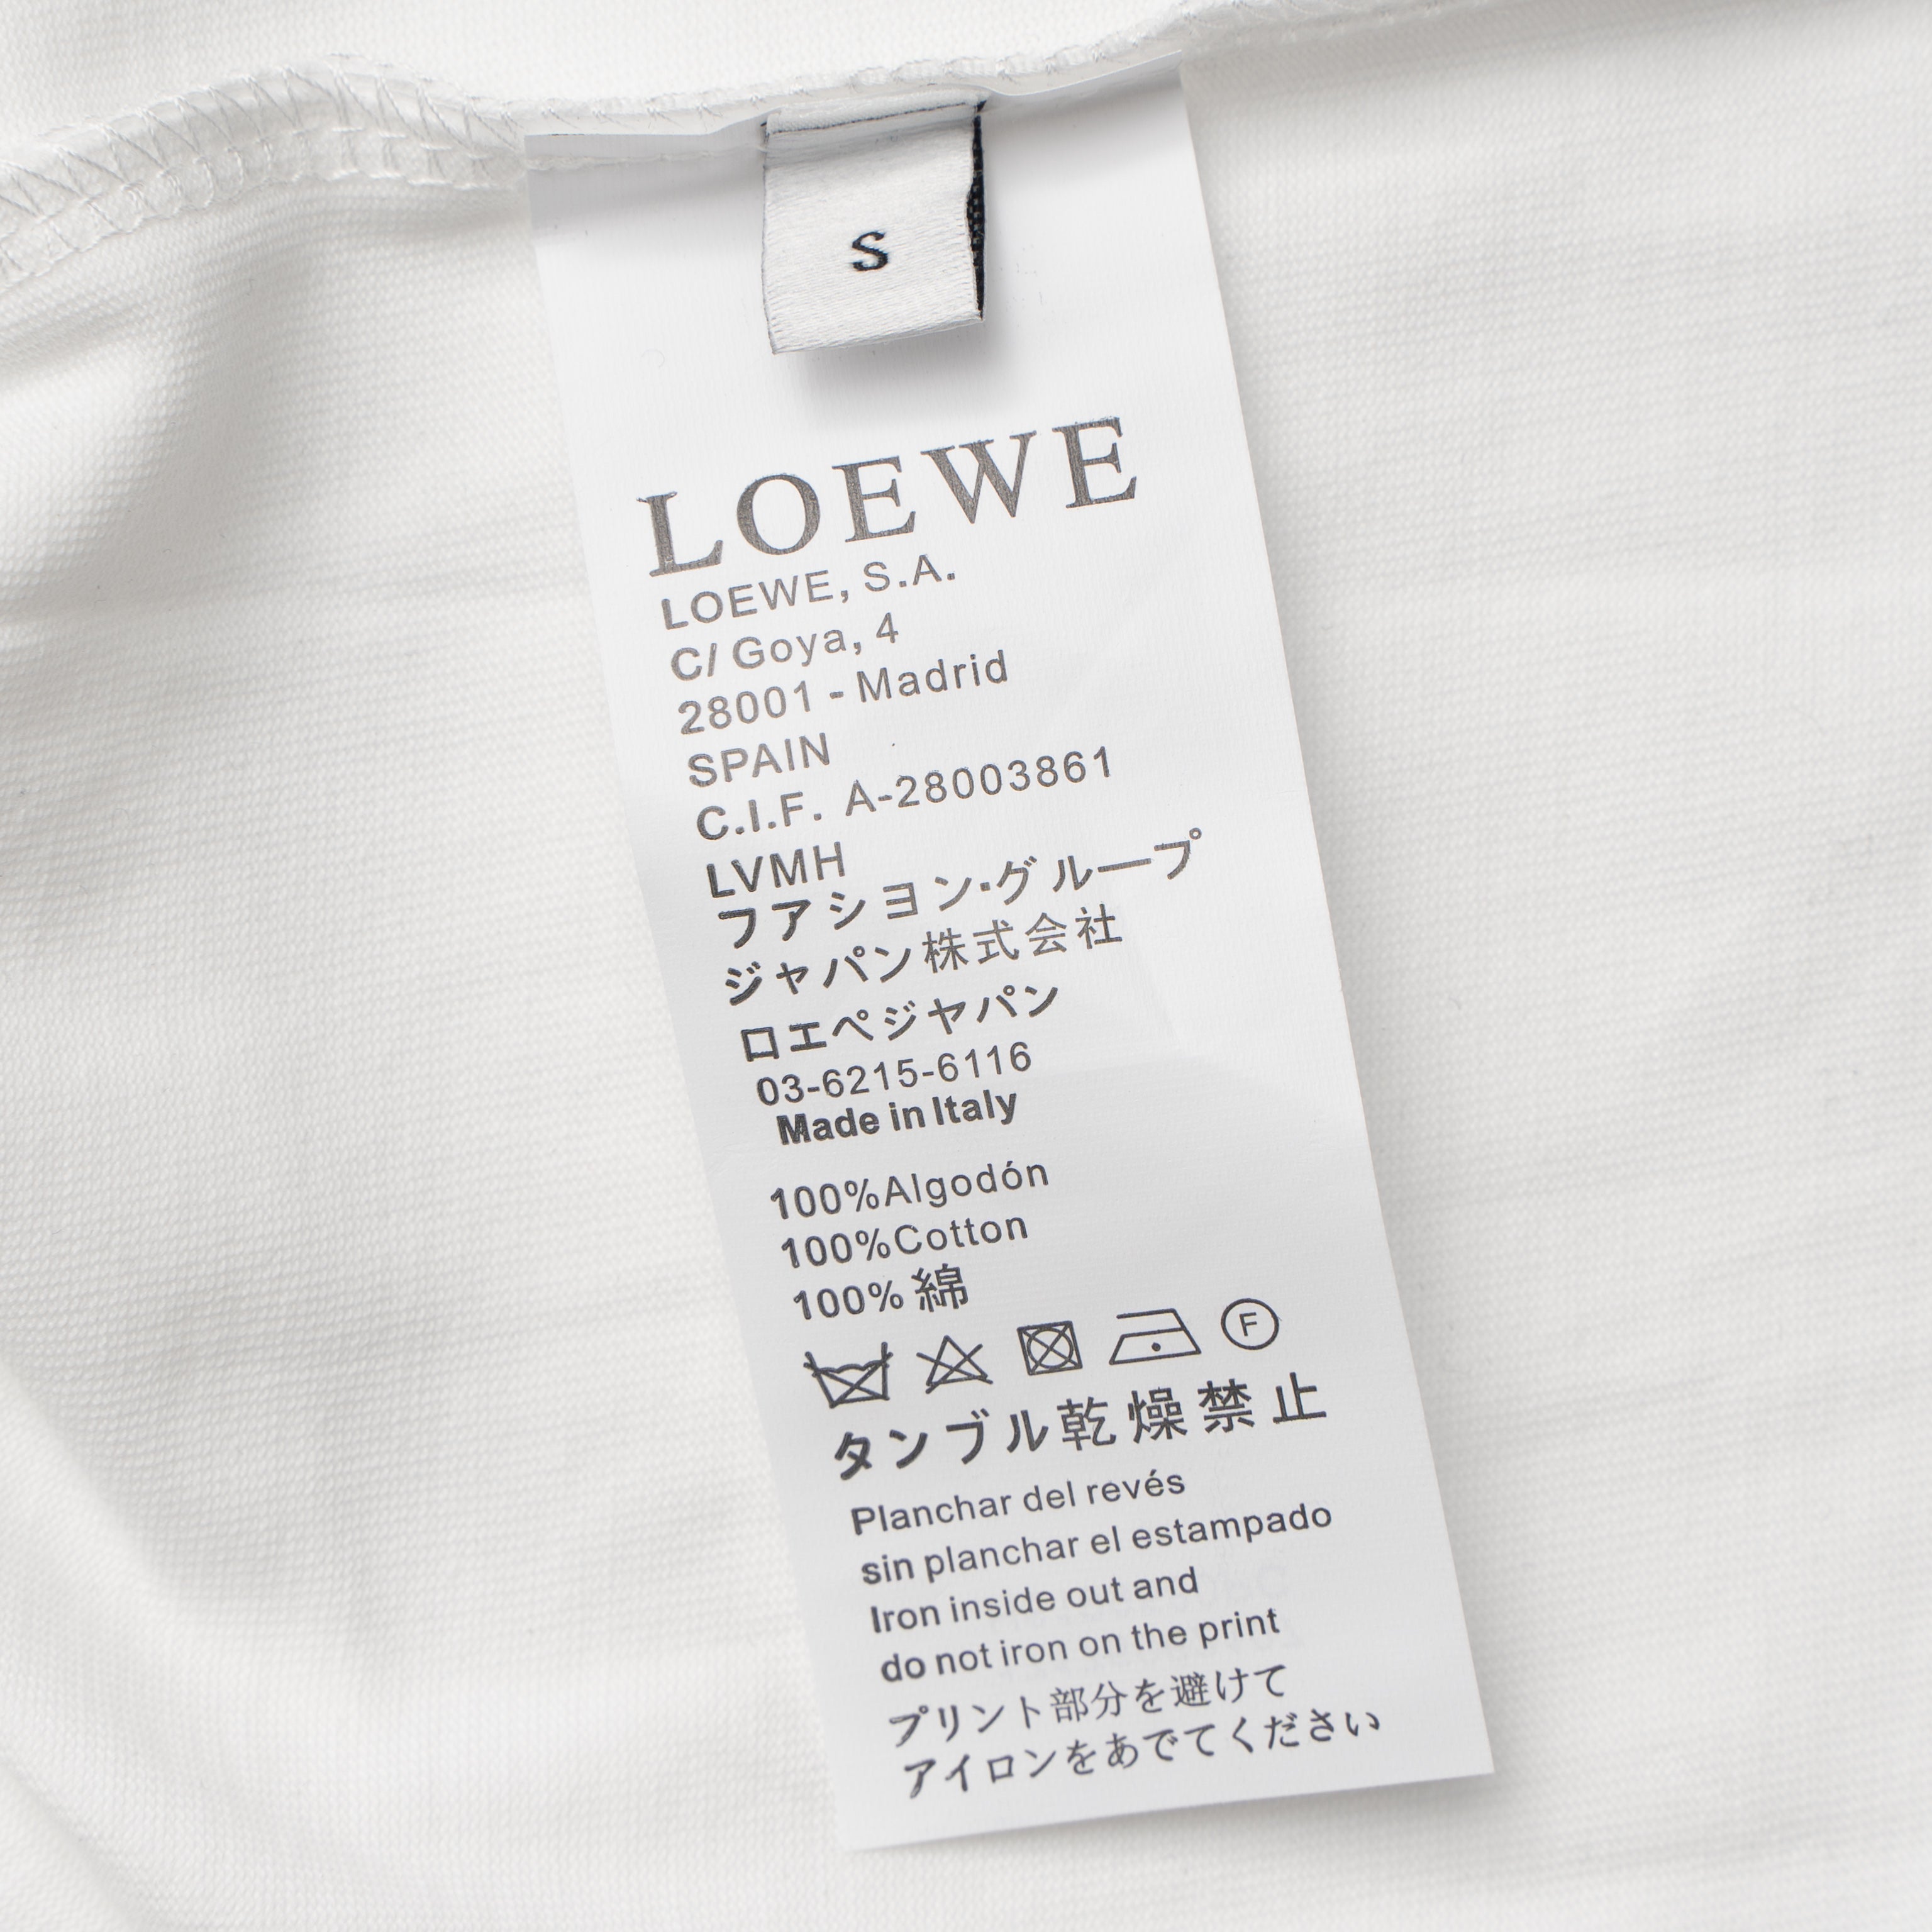 S
LOEWE
LOEWE, S.A.
C/ Goya, 4
28001 - Madrid
SPAIN
C.I.F. A-28003861
LVMH
フアション·グループ
ジャパン株式会社
ロエペジヤパン
03-6215-6116
Made in Italy
100%Algodón
100%Cotton
100% 綿
F
タンブル乾燥禁止
Planchar del revés
sin planchar el estampado
Iron inside out and
do not iron on the print
プリント部分を避けて
アイロンをあでてください